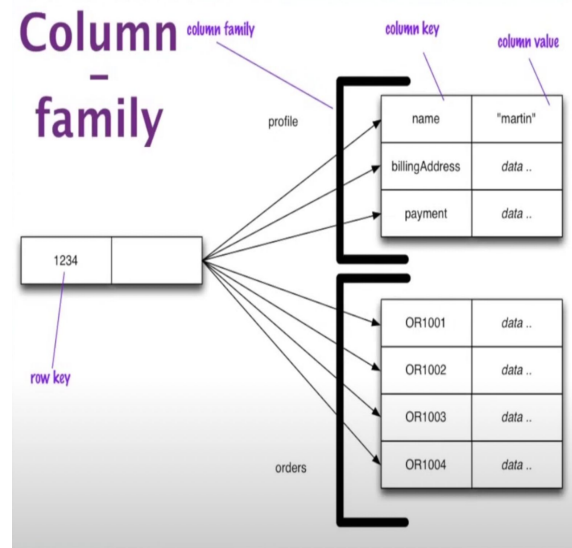 Column
–
family
column family
column key
column value
profile
name
"martin"
billingAddress
data ..
payment
data ..
1234
row key
OR1001
data ..
OR1002
data ..
OR1003
data ..
OR1004
data ..
orders